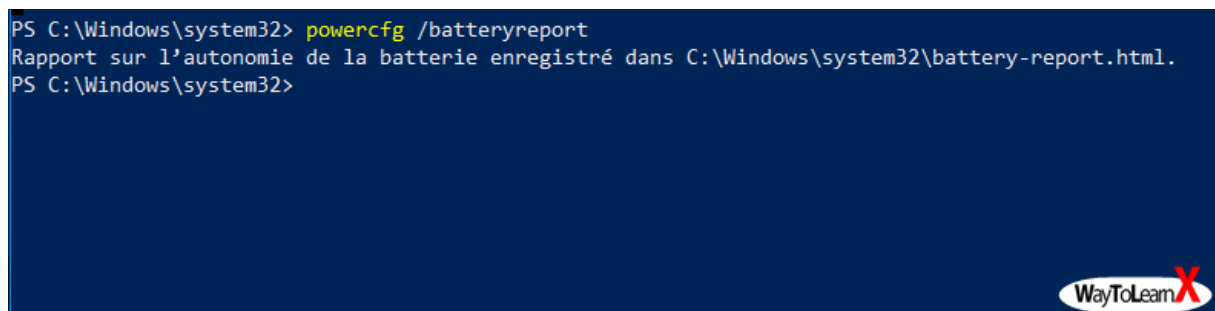 PS C:\Windows\system32> powercfg /batteryreport
Rapport sur l’autonomie de la batterie enregistré dans C:\Windows\system32\battery-report.html.
PS C:\Windows\system32>
WayToLearnX